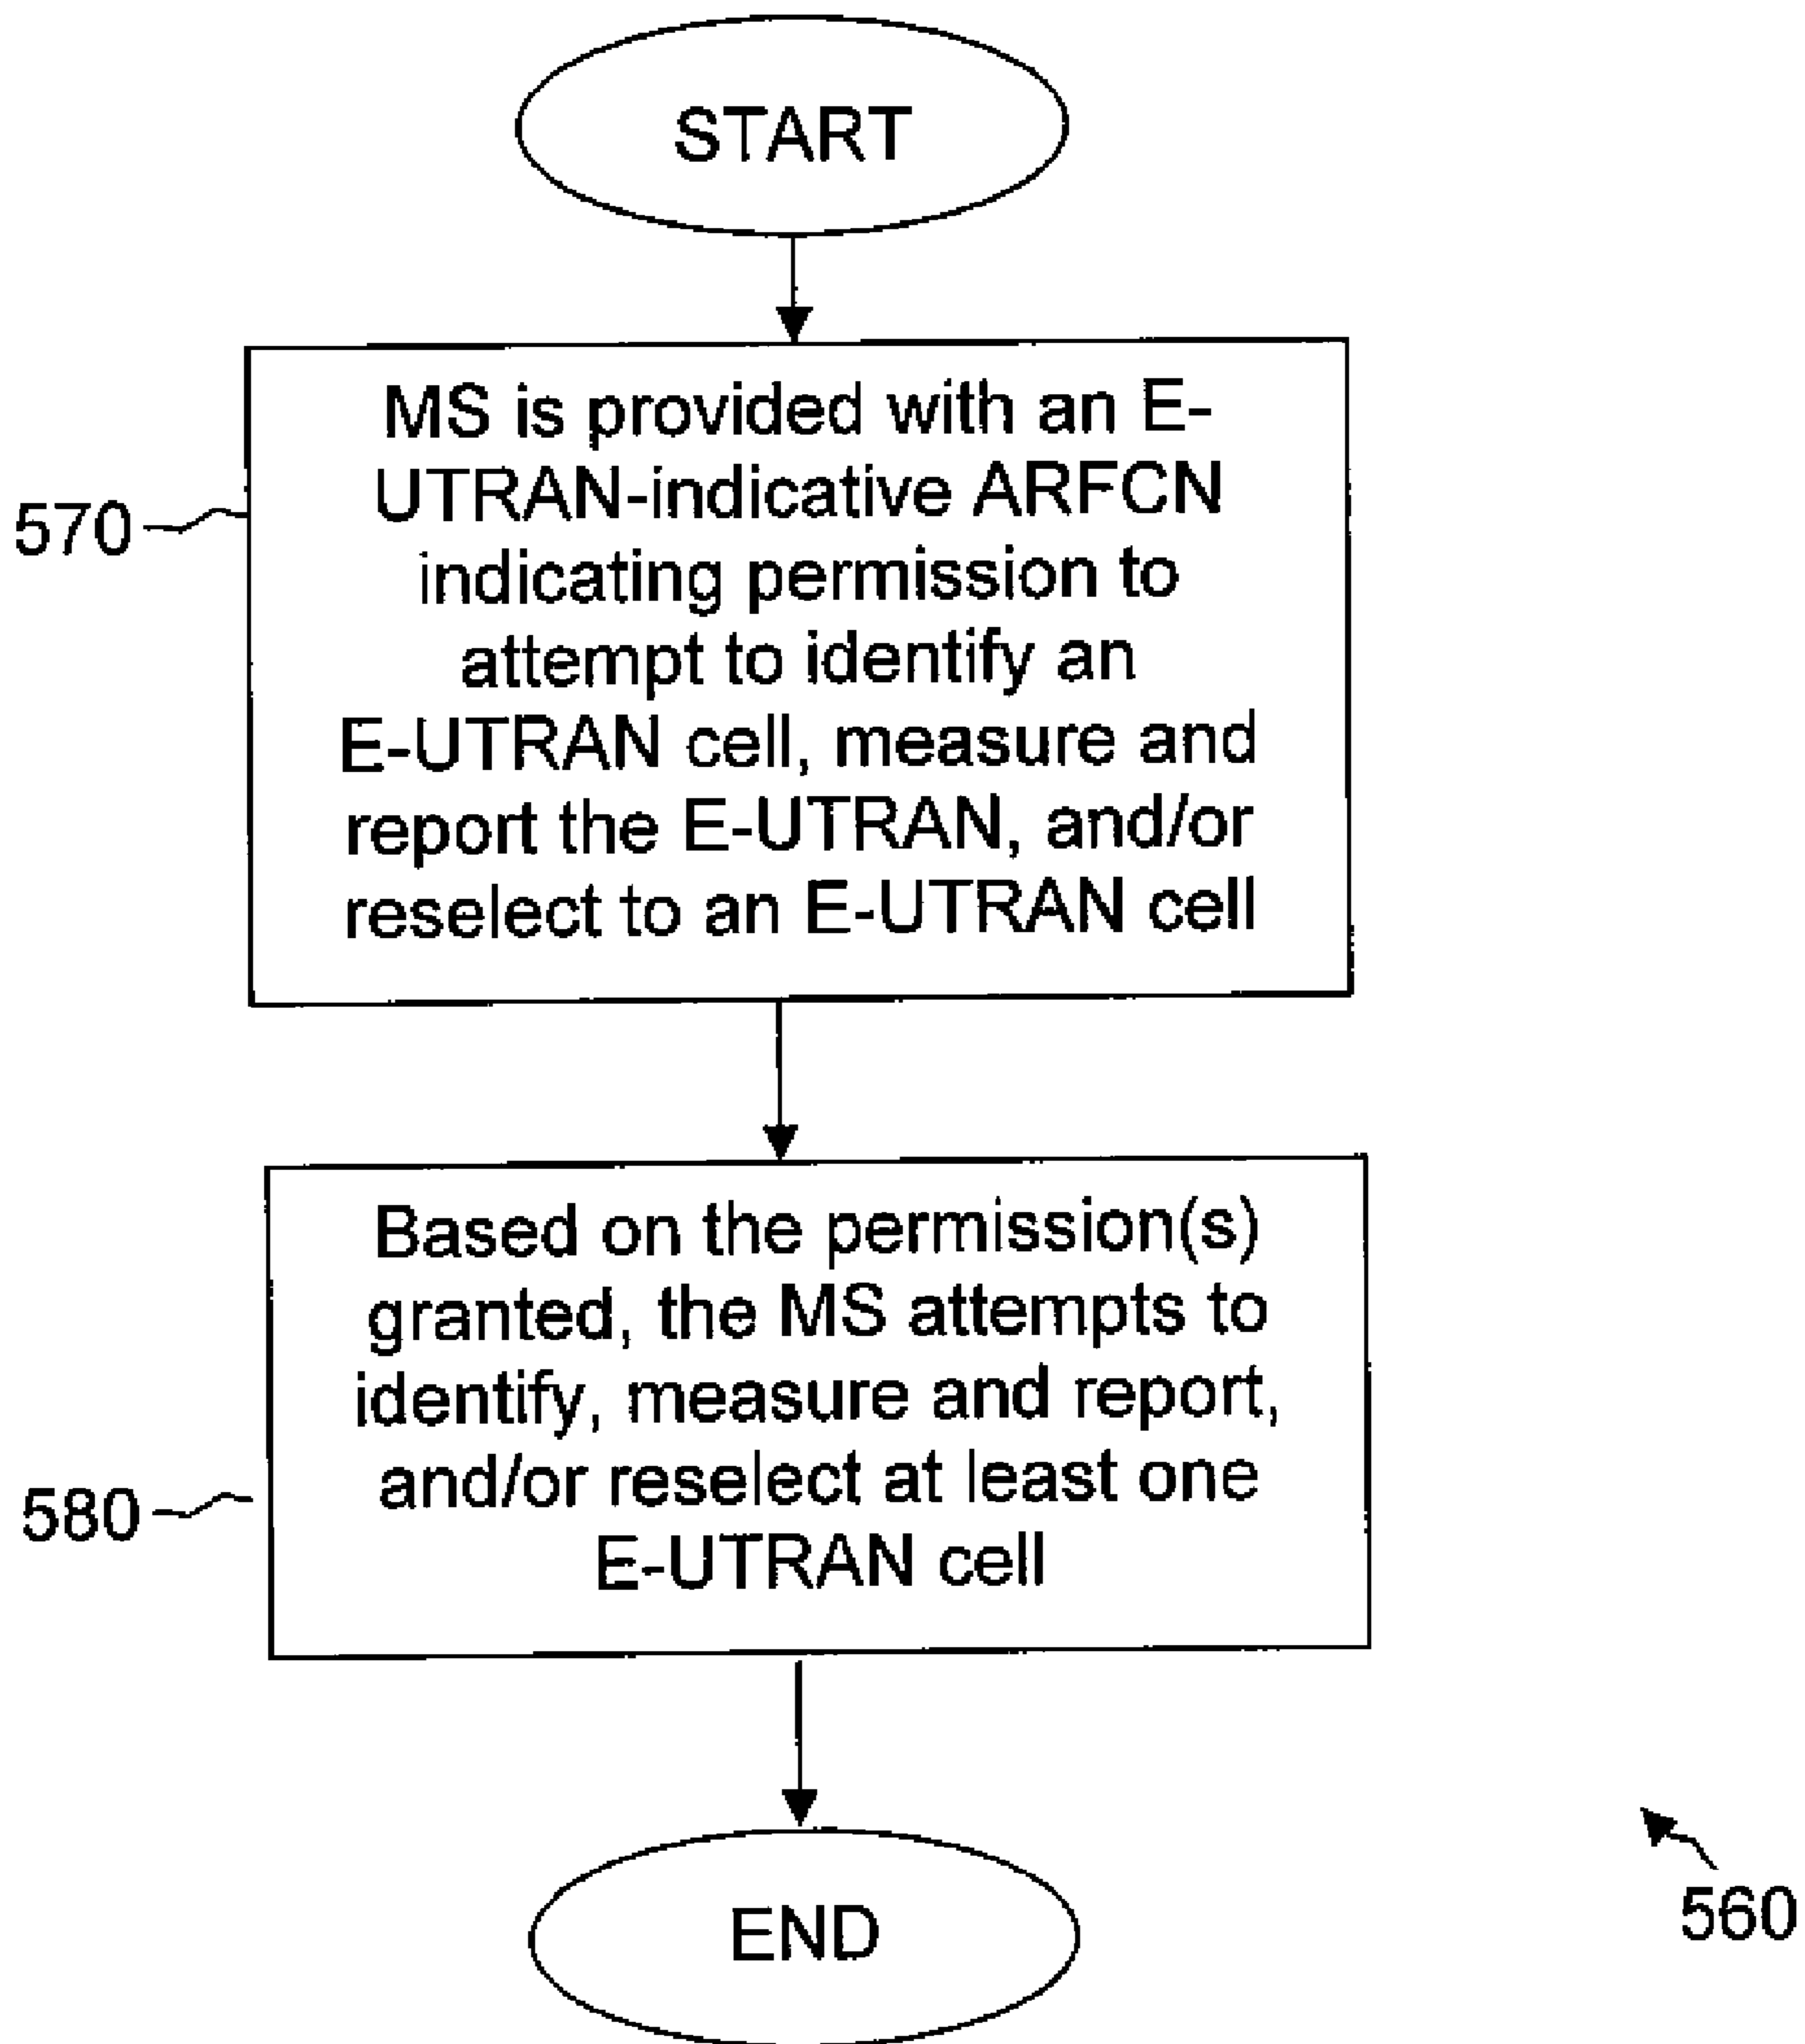 START
MS is provided with an E-
UTRAN-indicative ARFCN
indicating permission to
attempt to identify an
E-UTRAN cell, measure and
report the E-UTRAN, and/or
reselect to an E-UTRAN cell
570
Based on the permission(s)
granted, the MS attempts to
identify, measure and report,
and/or reselect at least one
E-UTRAN cell
580
END
560